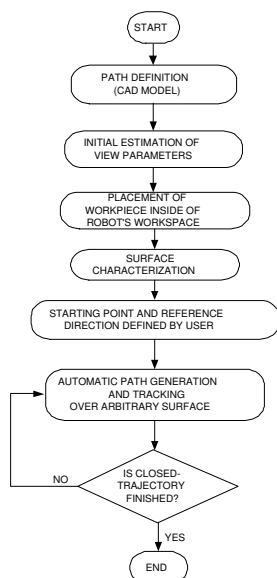 START
PATH DEFINITION
(CAD MODEL)
INITIAL ESTIMATION OF
VIEW PARAMETERS
PLACEMENT OF
WORKPIECE INSIDE OF
ROBOT'S WORKSPACE
SURFACE
CHARACTERIZATION
STARTING POINT AND REFERENCE
DIRECTION DEFINED BY USER
AUTOMATIC PATH GENERATION
AND TRACKING
OVER ARBITRARY SURFACE
IS CLOSED-
TRAJECTORY
FINISHED?
NO
YES
END